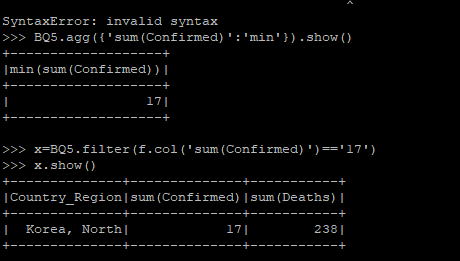 ^
SyntaxError: invalid syntax
>>> BQ5.agg({'sum(Confirmed)':'min'}).show()
+-------------------+
|min(sum(Confirmed))|
+-------------------+
|                 17|
+-------------------+

>>> x=BQ5.filter(f.col('sum(Confirmed)')=='17')
>>> x.show()
+--------------+--------------+-----------+
|Country_Region|sum(Confirmed)|sum(Deaths)|
+--------------+--------------+-----------+
|  Korea, North|            17|        238|
+--------------+--------------+-----------+